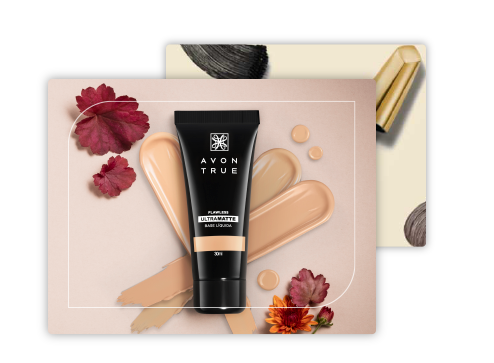 AVON
TRUE
FLAWLESS
ULTRAMATTE
BASE LÍQUIDA
30ml